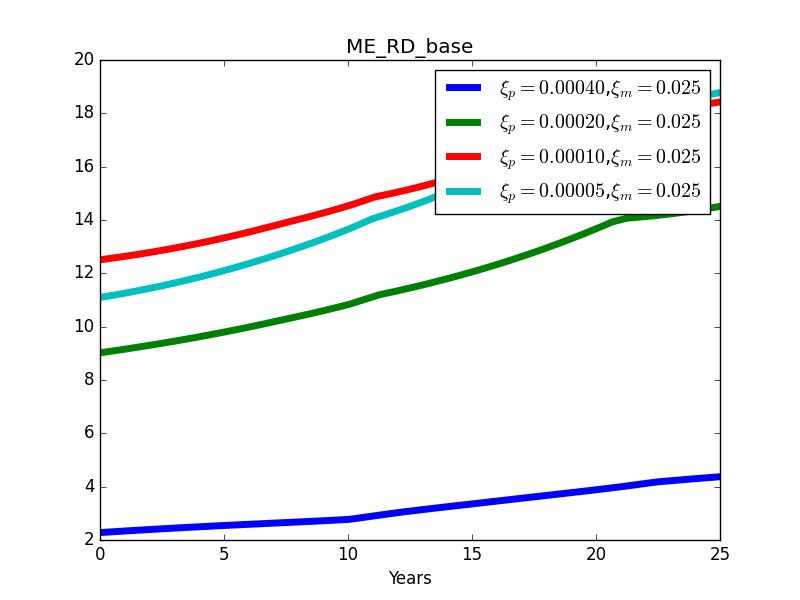 ME_RD_base
20
18
16
14
12
10
8
6
4
2
ξp = 0.00040,ξm = 0.025
ξp = 0.00020,ξm = 0.025
ξp = 0.00010,ξm = 0.025
ξp = 0.00005,ξm = 0.025
0 5 10 15 20 25
Years